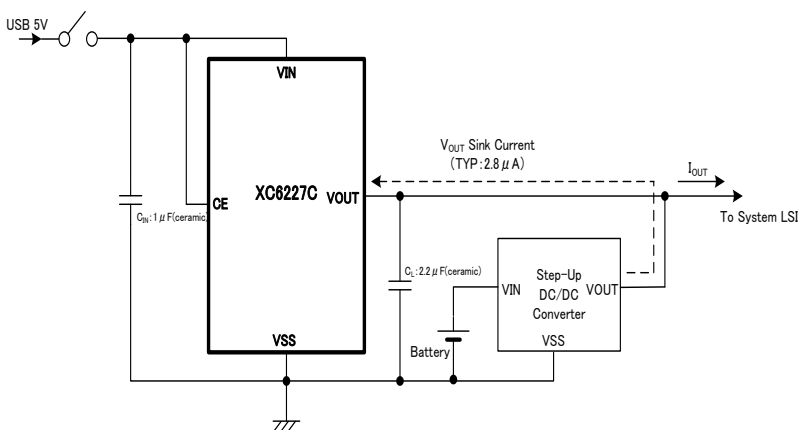 USB 5V
VIN
XC6227C
CE
VOUT
VOUT Sink Current
(TYP:2.8μA)
IOUT
To System LSI
CIN:1μF(ceramic)
CL:2.2μF(ceramic)
Step-Up
DC/DC
Converter
VIN
VOUT
VSS
Battery
VSS